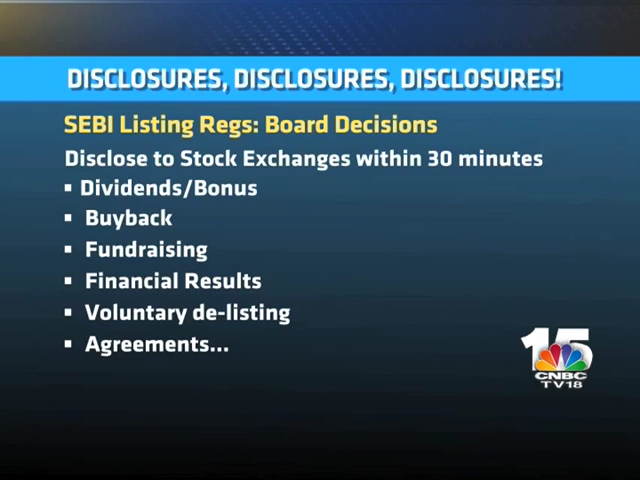 DISCLOSURES, DISCLOSURES, DISCLOSURES!
SEBI Listing Regs: Board Decisions
Disclose to Stock Exchanges within 30 minutes
▪ Dividends/Bonus
▪ Buyback
▪ Fundraising
▪ Financial Results
▪ Voluntary de-listing
▪ Agreements...
15
CNBC
TV18